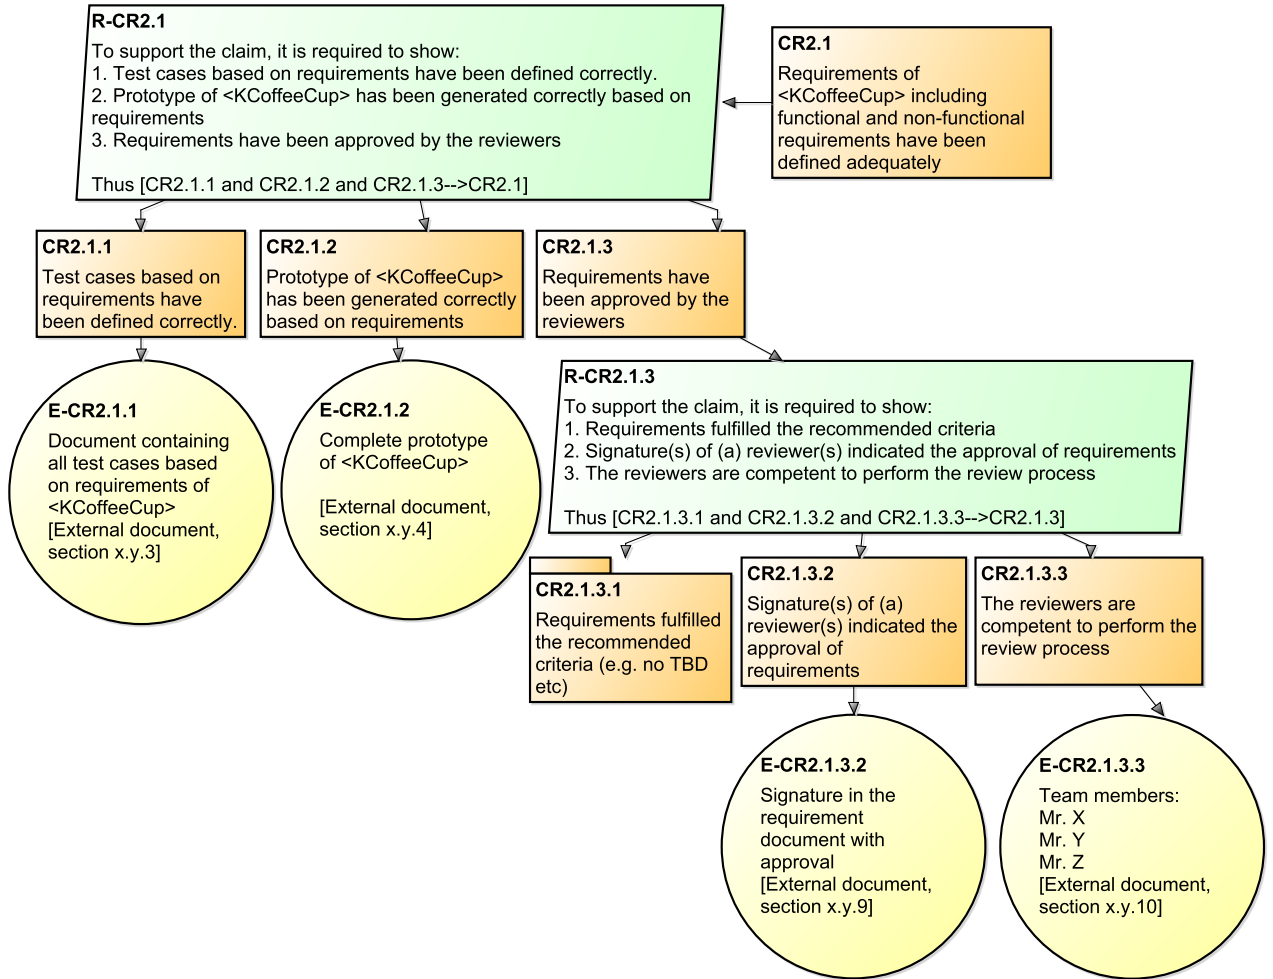 R-CR2.1
To support the claim, it is required to show:
1. Test cases based on requirements have been defined correctly.
2. Prototype of <KCoffeeCup> has been generated correctly based on
requirements
3. Requirements have been approved by the reviewers
Thus [CR2.1.1 and CR2.1.2 and CR2.1.3-->CR2.1]
CR2.1
Requirements of
<KCoffeeCup> including
functional and non-functional
requirements have been
defined adequately
CR2.1.1
Test cases based on
requirements have
been defined correctly.
CR2.1.2
Prototype of <KCoffeeCup>
has been generated correctly
based on requirements
CR2.1.3
Requirements have
been approved by the
reviewers
E-CR2.1.1
Document containing
all test cases based
on requirements of
<KCoffeeCup>
[External document,
section x.y.3]
E-CR2.1.2
Complete prototype
of <KCoffeeCup>
[External document,
section x.y.4]
R-CR2.1.3
To support the claim, it is required to show:
1. Requirements fulfilled the recommended criteria
2. Signature(s) of (a) reviewer(s) indicated the approval of requirements
3. The reviewers are competent to perform the review process
Thus [CR2.1.3.1 and CR2.1.3.2 and CR2.1.3.3-->CR2.1.3]
CR2.1.3.1
Requirements fulfilled
the recommended
criteria (e.g. no TBD
etc)
CR2.1.3.2
Signature(s) of (a)
reviewer(s) indicated the
approval of
requirements
CR2.1.3.3
The reviewers are
competent to perform the
review process
E-CR2.1.3.2
Signature in the
requirement
document with
approval
[External document,
section x.y.9]
E-CR2.1.3.3
Team members:
Mr. X
Mr. Y
Mr. Z
[External document,
section x.y.10]